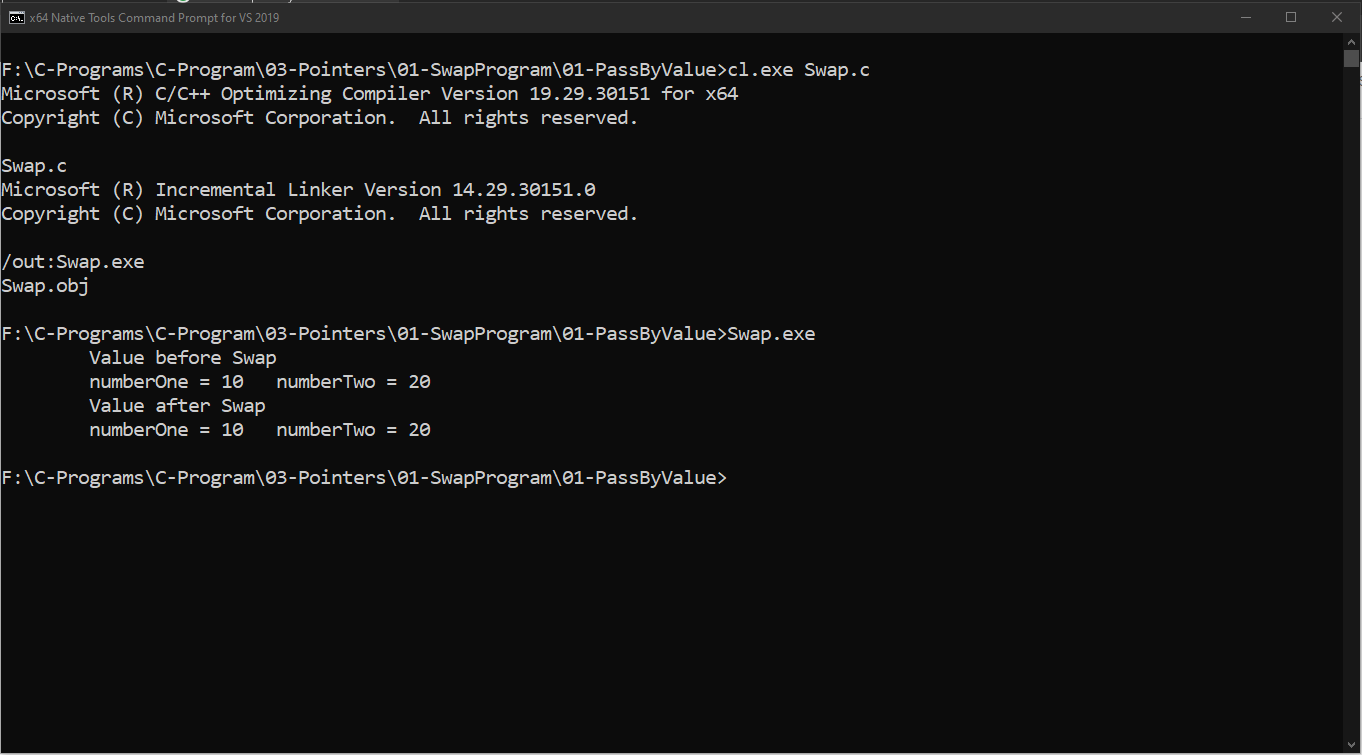 x64 Native Tools Command Prompt for VS 2019
F:\C-Programs\C-Program\03-Pointers\01-SwapProgram\01-PassByValue>cl.exe Swap.c
Microsoft (R) C/C++ Optimizing Compiler Version 19.29.30151 for x64
Copyright (C) Microsoft Corporation.  All rights reserved.
Swap.c
Microsoft (R) Incremental Linker Version 14.29.30151.0
Copyright (C) Microsoft Corporation.  All rights reserved.
/out:Swap.exe
Swap.obj
F:\C-Programs\C-Program\03-Pointers\01-SwapProgram\01-PassByValue>Swap.exe
        Value before Swap
        numberOne = 10   numberTwo = 20
        Value after Swap
        numberOne = 10   numberTwo = 20
F:\C-Programs\C-Program\03-Pointers\01-SwapProgram\01-PassByValue>